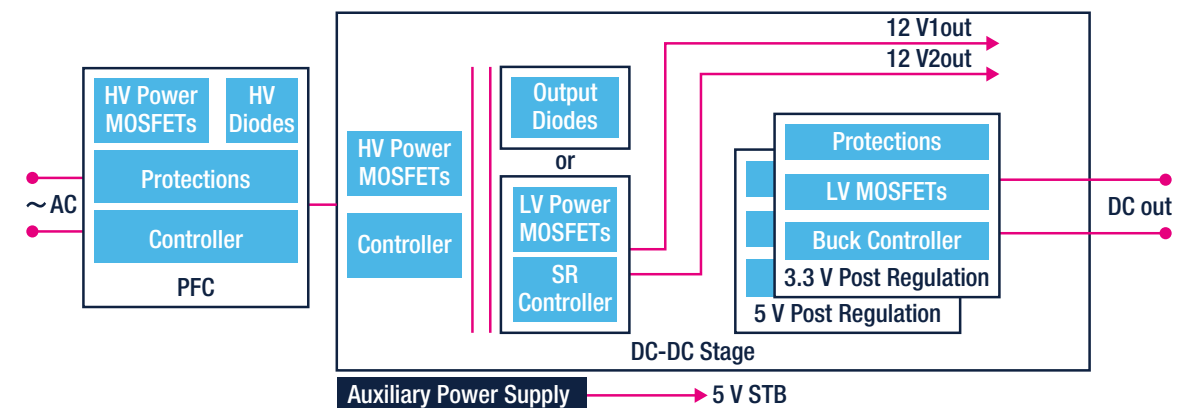 12 V1out
12 V2out
HV Power
MOSFETs
HV
Diodes
Protections
Controller
PFC
~ AC
HV Power
MOSFETs
Controller
Output
Diodes
or
LV Power
MOSFETs
SR
Controller
Protections
LV MOSFETs
Buck Controller
3.3 V Post Regulation
5 V Post Regulation
DC out
DC-DC Stage
Auxiliary Power Supply
5 V STB